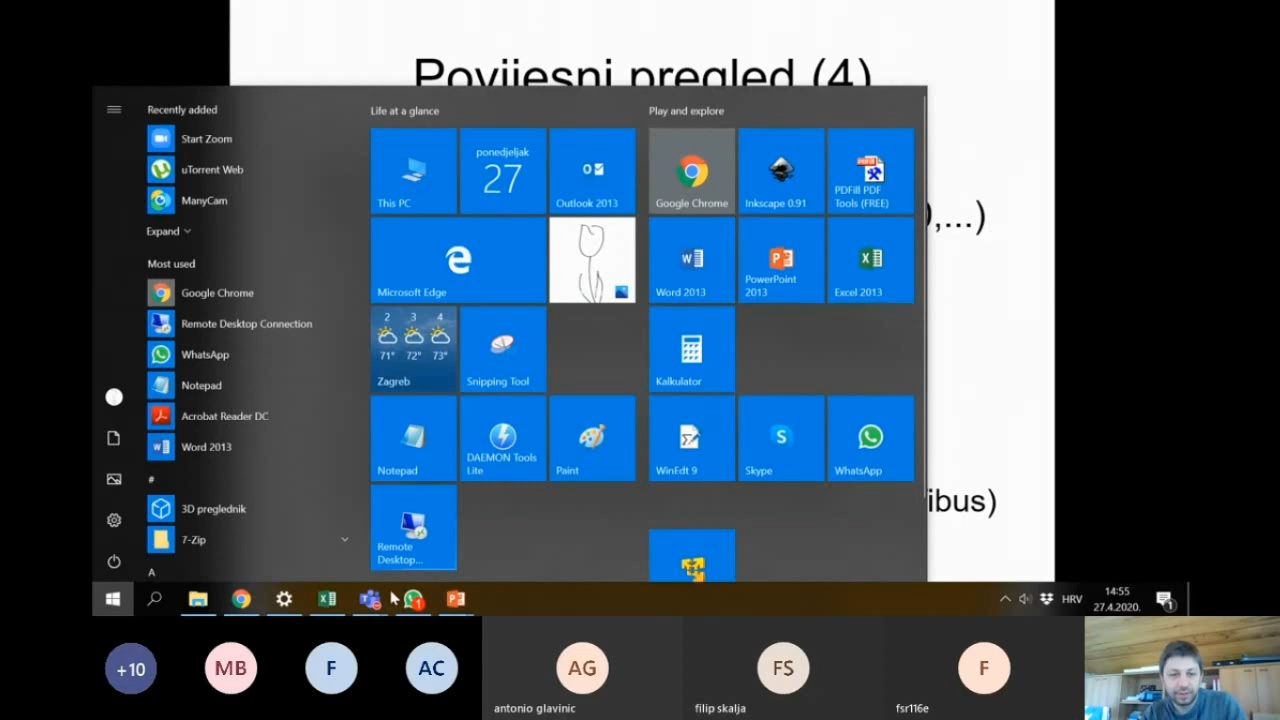 Povijesni pregled (4)
,...)
ibus)
Recently added
Start Zoom
uTorrent Web
ManyCam
Expand
Most used
Google Chrome
Remote Desktop Connection
WhatsApp
Notepad
Acrobat Reader DC
Word 2013
#
3D preglednik
7-Zip
A
Life at a glance
This PC
ponedjeljak
27
Outlook 2013
Microsoft Edge
2 3 4
71° 72° 73°
Zagreb
Snipping Tool
Notepad
DAEMON Tools
Lite
Paint
Remote
Desktop...
Play and explore
Google Chrome
Inkscape 0.91
PDFill PDF
Tools (FREE)
Word 2013
PowerPoint
2013
Excel 2013
Kalkulator
WinEdt 9
Skype
WhatsApp
1
HRV
14:55
27.4.2020.
1
+10
MB
F
AC
AG
antonio glavinic
FS
filip skalja
F
fsr116e